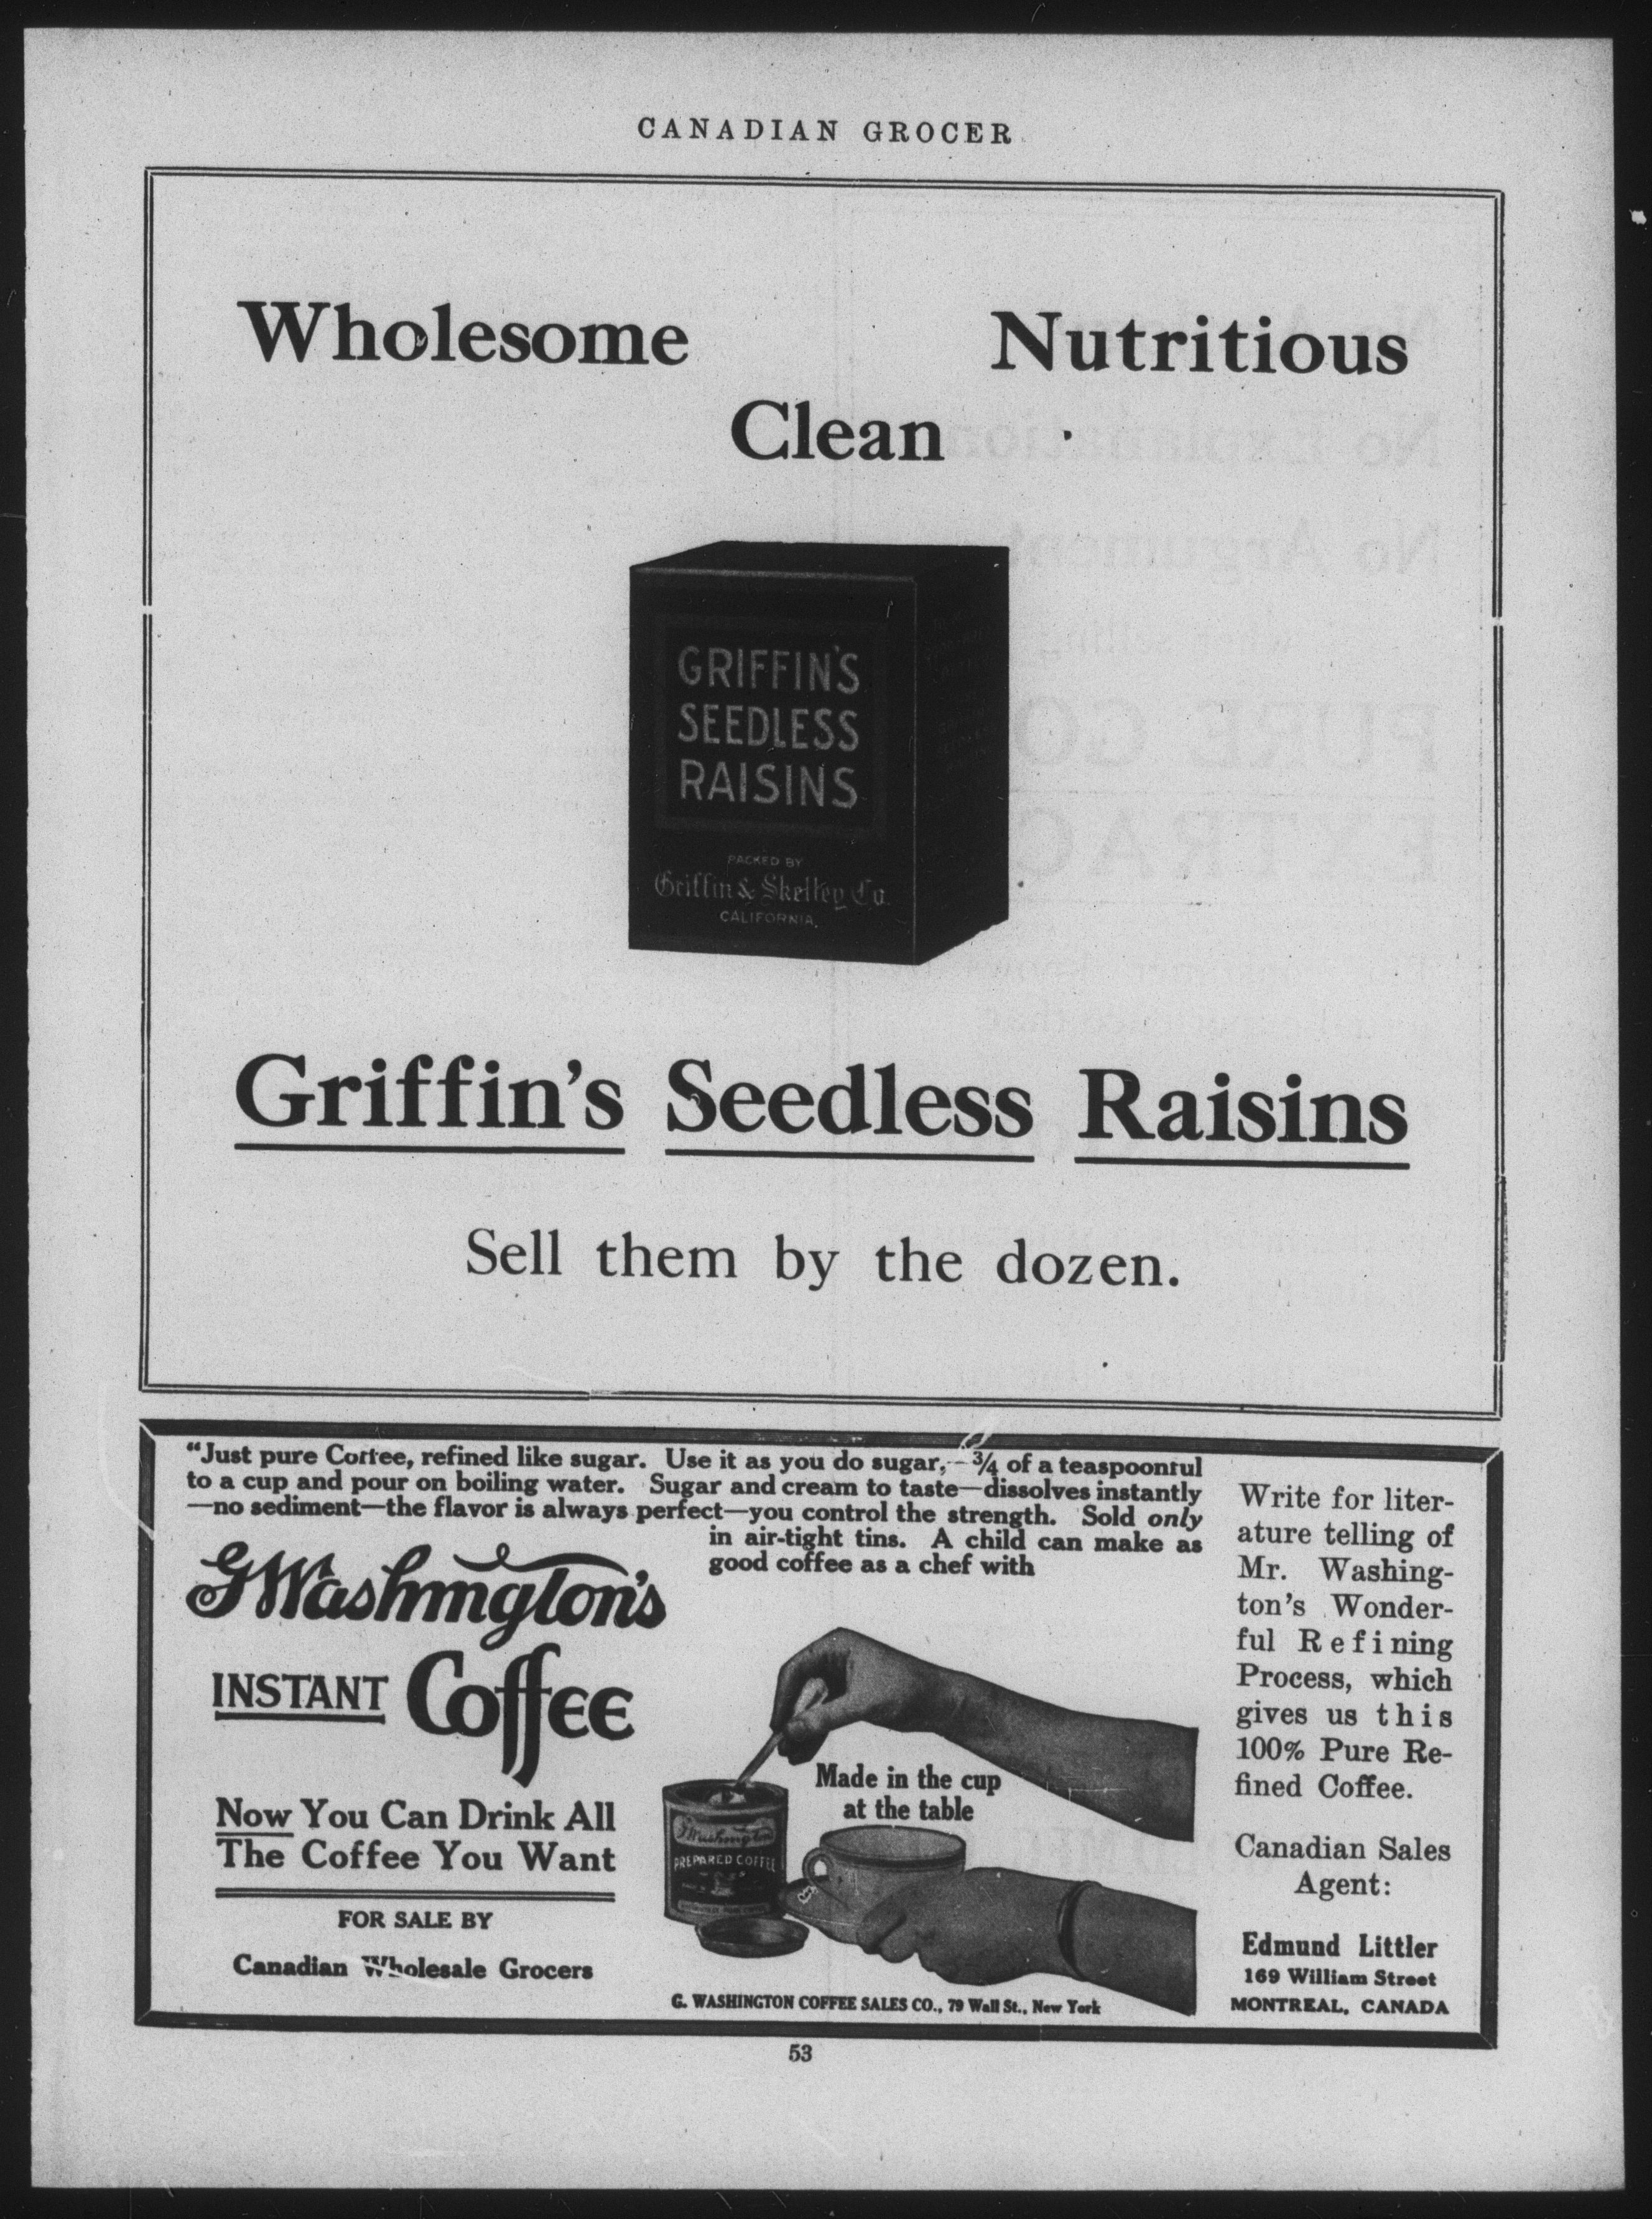 CANADIAN GROCER
Wholesome Nutritious
Clean
GRIFFIN'S
SEEDLESS
RAISINS
PACKED BY
Griffin & Skelley Co.
CALIFORNIA.
Griffin's Seedless Raisins
Sell them by the dozen.
"Just pure Coffee, refined like sugar. Use it as you do sugar,—¾ of a teaspoonful
to a cup and pour on boiling water. Sugar and cream to taste—dissolves instantly
—no sediment—the flavor is always perfect—you control the strength. Sold only
in air-tight tins. A child can make as
good coffee as a chef with
G Washington's
INSTANT Coffee
Now You Can Drink All
The Coffee You Want
FOR SALE BY
Canadian Wholesale Grocers
Made in the cup
at the table
G Washington's
PREPARED COFFEE
G. WASHINGTON COFFEE SALES CO., 79 Wall St., New York
Write for liter-
ature telling of
Mr. Washing-
ton's Wonder-
ful Refining
Process, which
gives us this
100% Pure Re-
fined Coffee.
Canadian Sales
Agent:
Edmund Littler
169 William Street
MONTREAL, CANADA
53